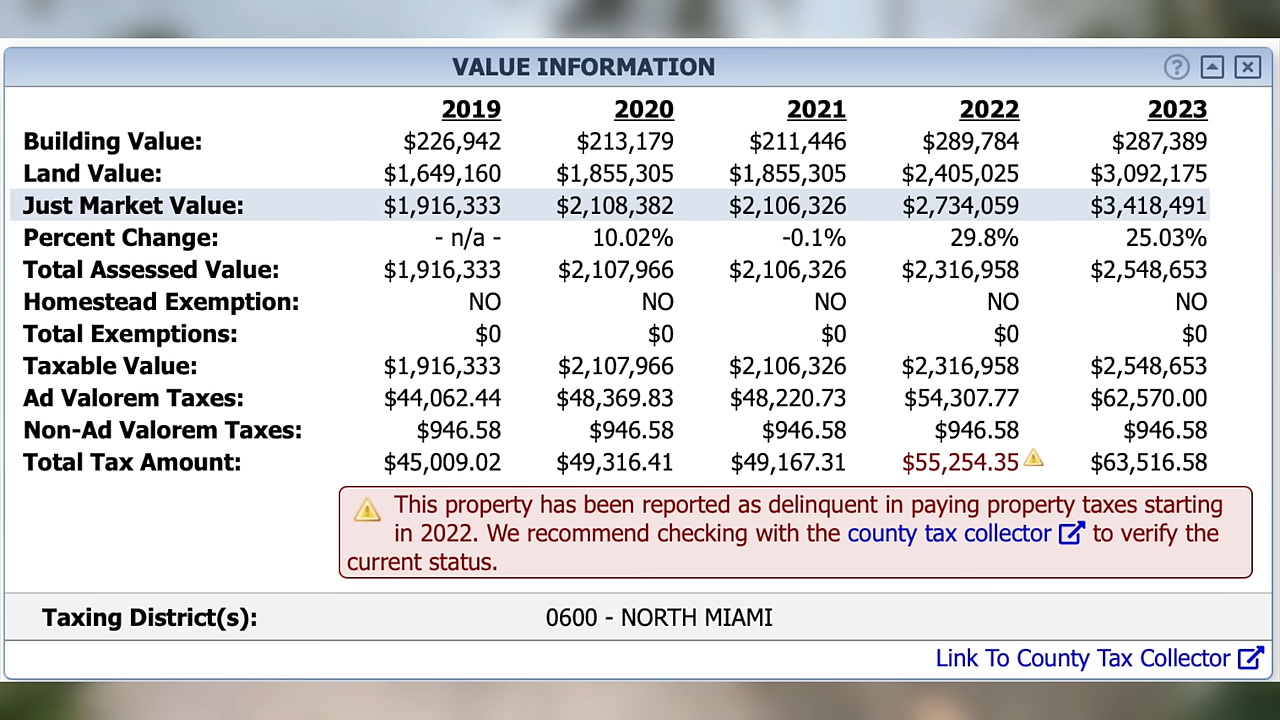 VALUE INFORMATION
2019 2020 2021 2022 2023
Building Value: $226,942 $213,179 $211,446 $289,784 $287,389
Land Value: $1,649,160 $1,855,305 $1,855,305 $2,405,025 $3,092,175
Just Market Value: $1,916,333 $2,108,382 $2,106,326 $2,734,059 $3,418,491
Percent Change: - n/a - 10.02% -0.1% 29.8% 25.03%
Total Assessed Value: $1,916,333 $2,107,966 $2,106,326 $2,316,958 $2,548,653
Homestead Exemption: NO NO NO NO NO
Total Exemptions: $0 $0 $0 $0 $0
Taxable Value: $1,916,333 $2,107,966 $2,106,326 $2,316,958 $2,548,653
Ad Valorem Taxes: $44,062.44 $48,369.83 $48,220.73 $54,307.77 $62,570.00
Non-Ad Valorem Taxes: $946.58 $946.58 $946.58 $946.58 $946.58
Total Tax Amount: $45,009.02 $49,316.41 $49,167.31 $55,254.35 $63,516.58
This property has been reported as delinquent in paying property taxes starting
in 2022. We recommend checking with the county tax collector to verify the
current status.
Taxing District(s): 0600 - NORTH MIAMI
Link To County Tax Collector